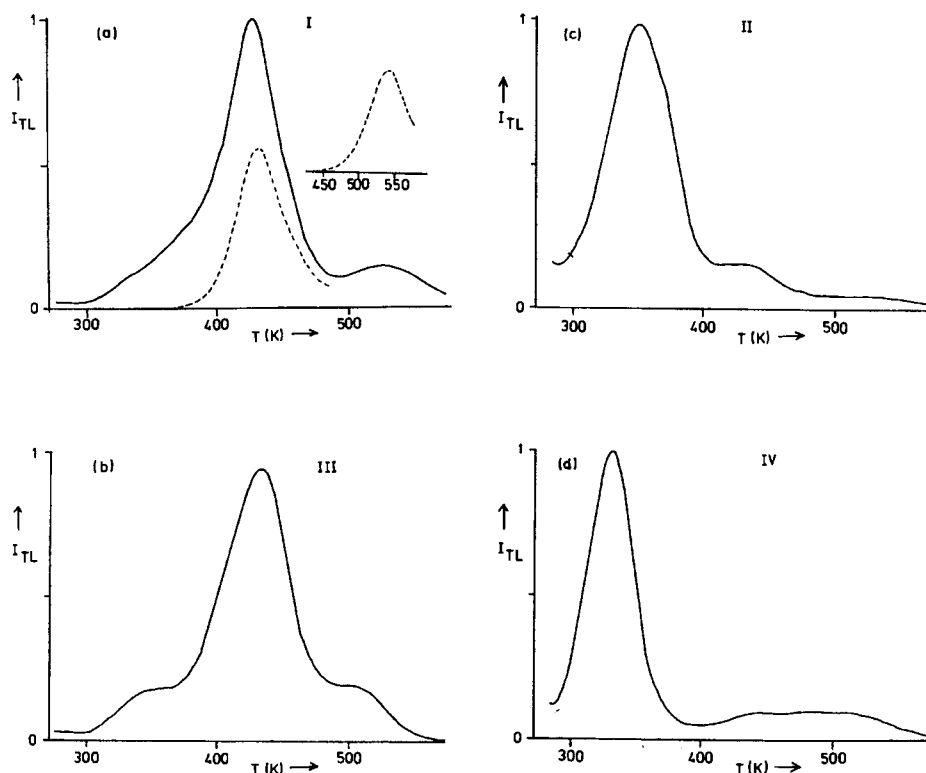 (a)
I
1
I_TL
0
300
400
500
T (K) →
450
500
550
(c)
II
1
I_TL
0
300
400
500
T (K) →
(b)
III
1
I_TL
0
300
400
500
T (K) →
(d)
IV
1
I_TL
0
300
400
500
T (K) →